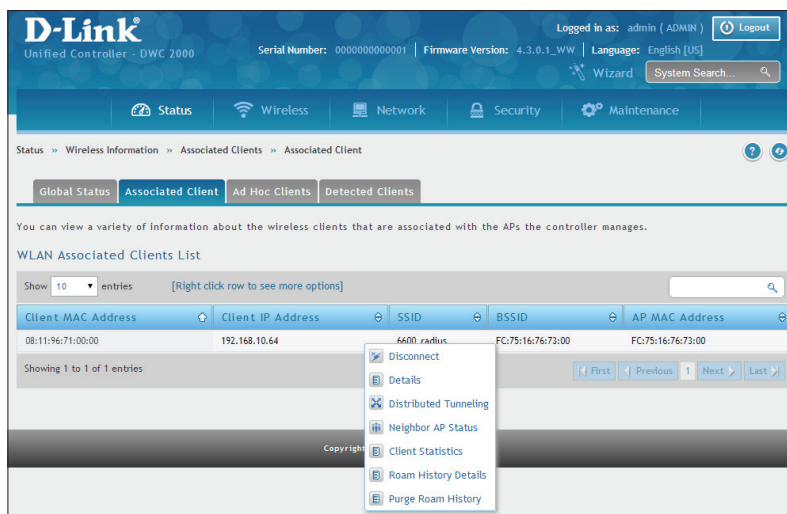 D-Link
Unified Controller - DWC 2000
Logged in as: admin ( ADMIN ) Logout
Serial Number: 0000000000001 | Firmware Version: 4.3.0.1_WW | Language: English [US]
Wizard System Search...
Status Wireless Network Security Maintenance
Status » Wireless Information » Associated Clients » Associated Client
Global Status Associated Client Ad Hoc Clients Detected Clients
You can view a variety of information about the wireless clients that are associated with the APs the controller manages.
WLAN Associated Clients List
Show 10 entries [Right click row to see more options]
Client MAC Address Client IP Address SSID BSSID AP MAC Address
08:11:96:71:00:00 192.168.10.64 6600_radius FC:75:16:76:73:00 FC:75:16:76:73:00
Showing 1 to 1 of 1 entries
First Previous 1 Next Last
Disconnect
Details
Distributed Tunneling
Neighbor AP Status
Client Statistics
Roam History Details
Purge Roam History
Copyright